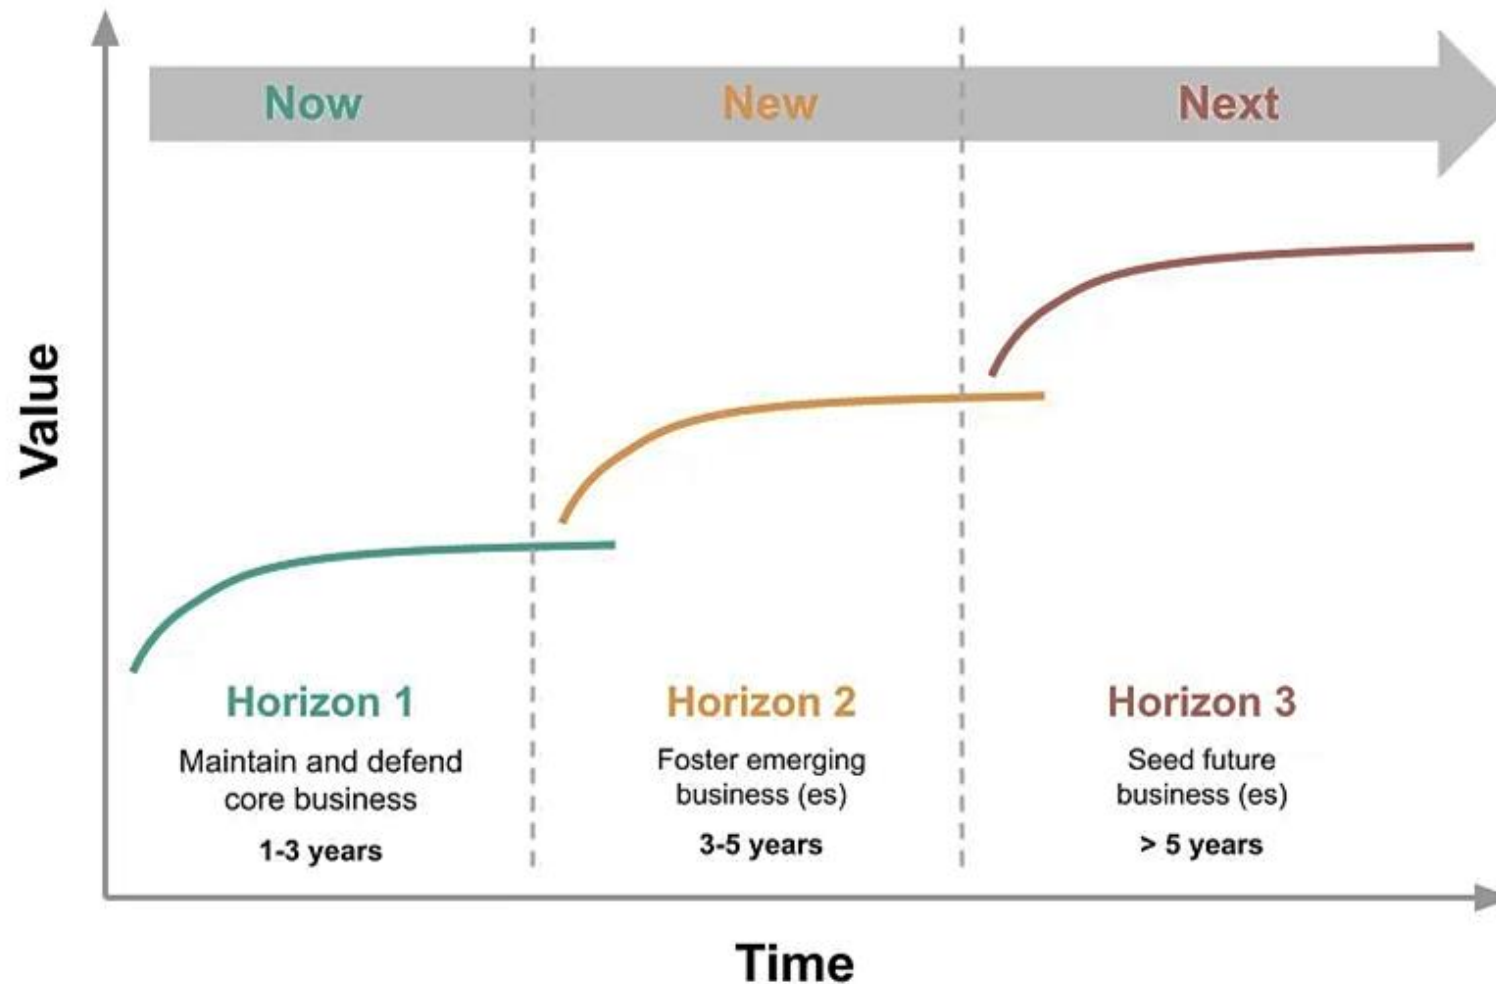 Now
New
Next
Value
Horizon 1
Maintain and defend
core business
1-3 years
Horizon 2
Foster emerging
business (es)
3-5 years
Horizon 3
Seed future
business (es)
> 5 years
Time